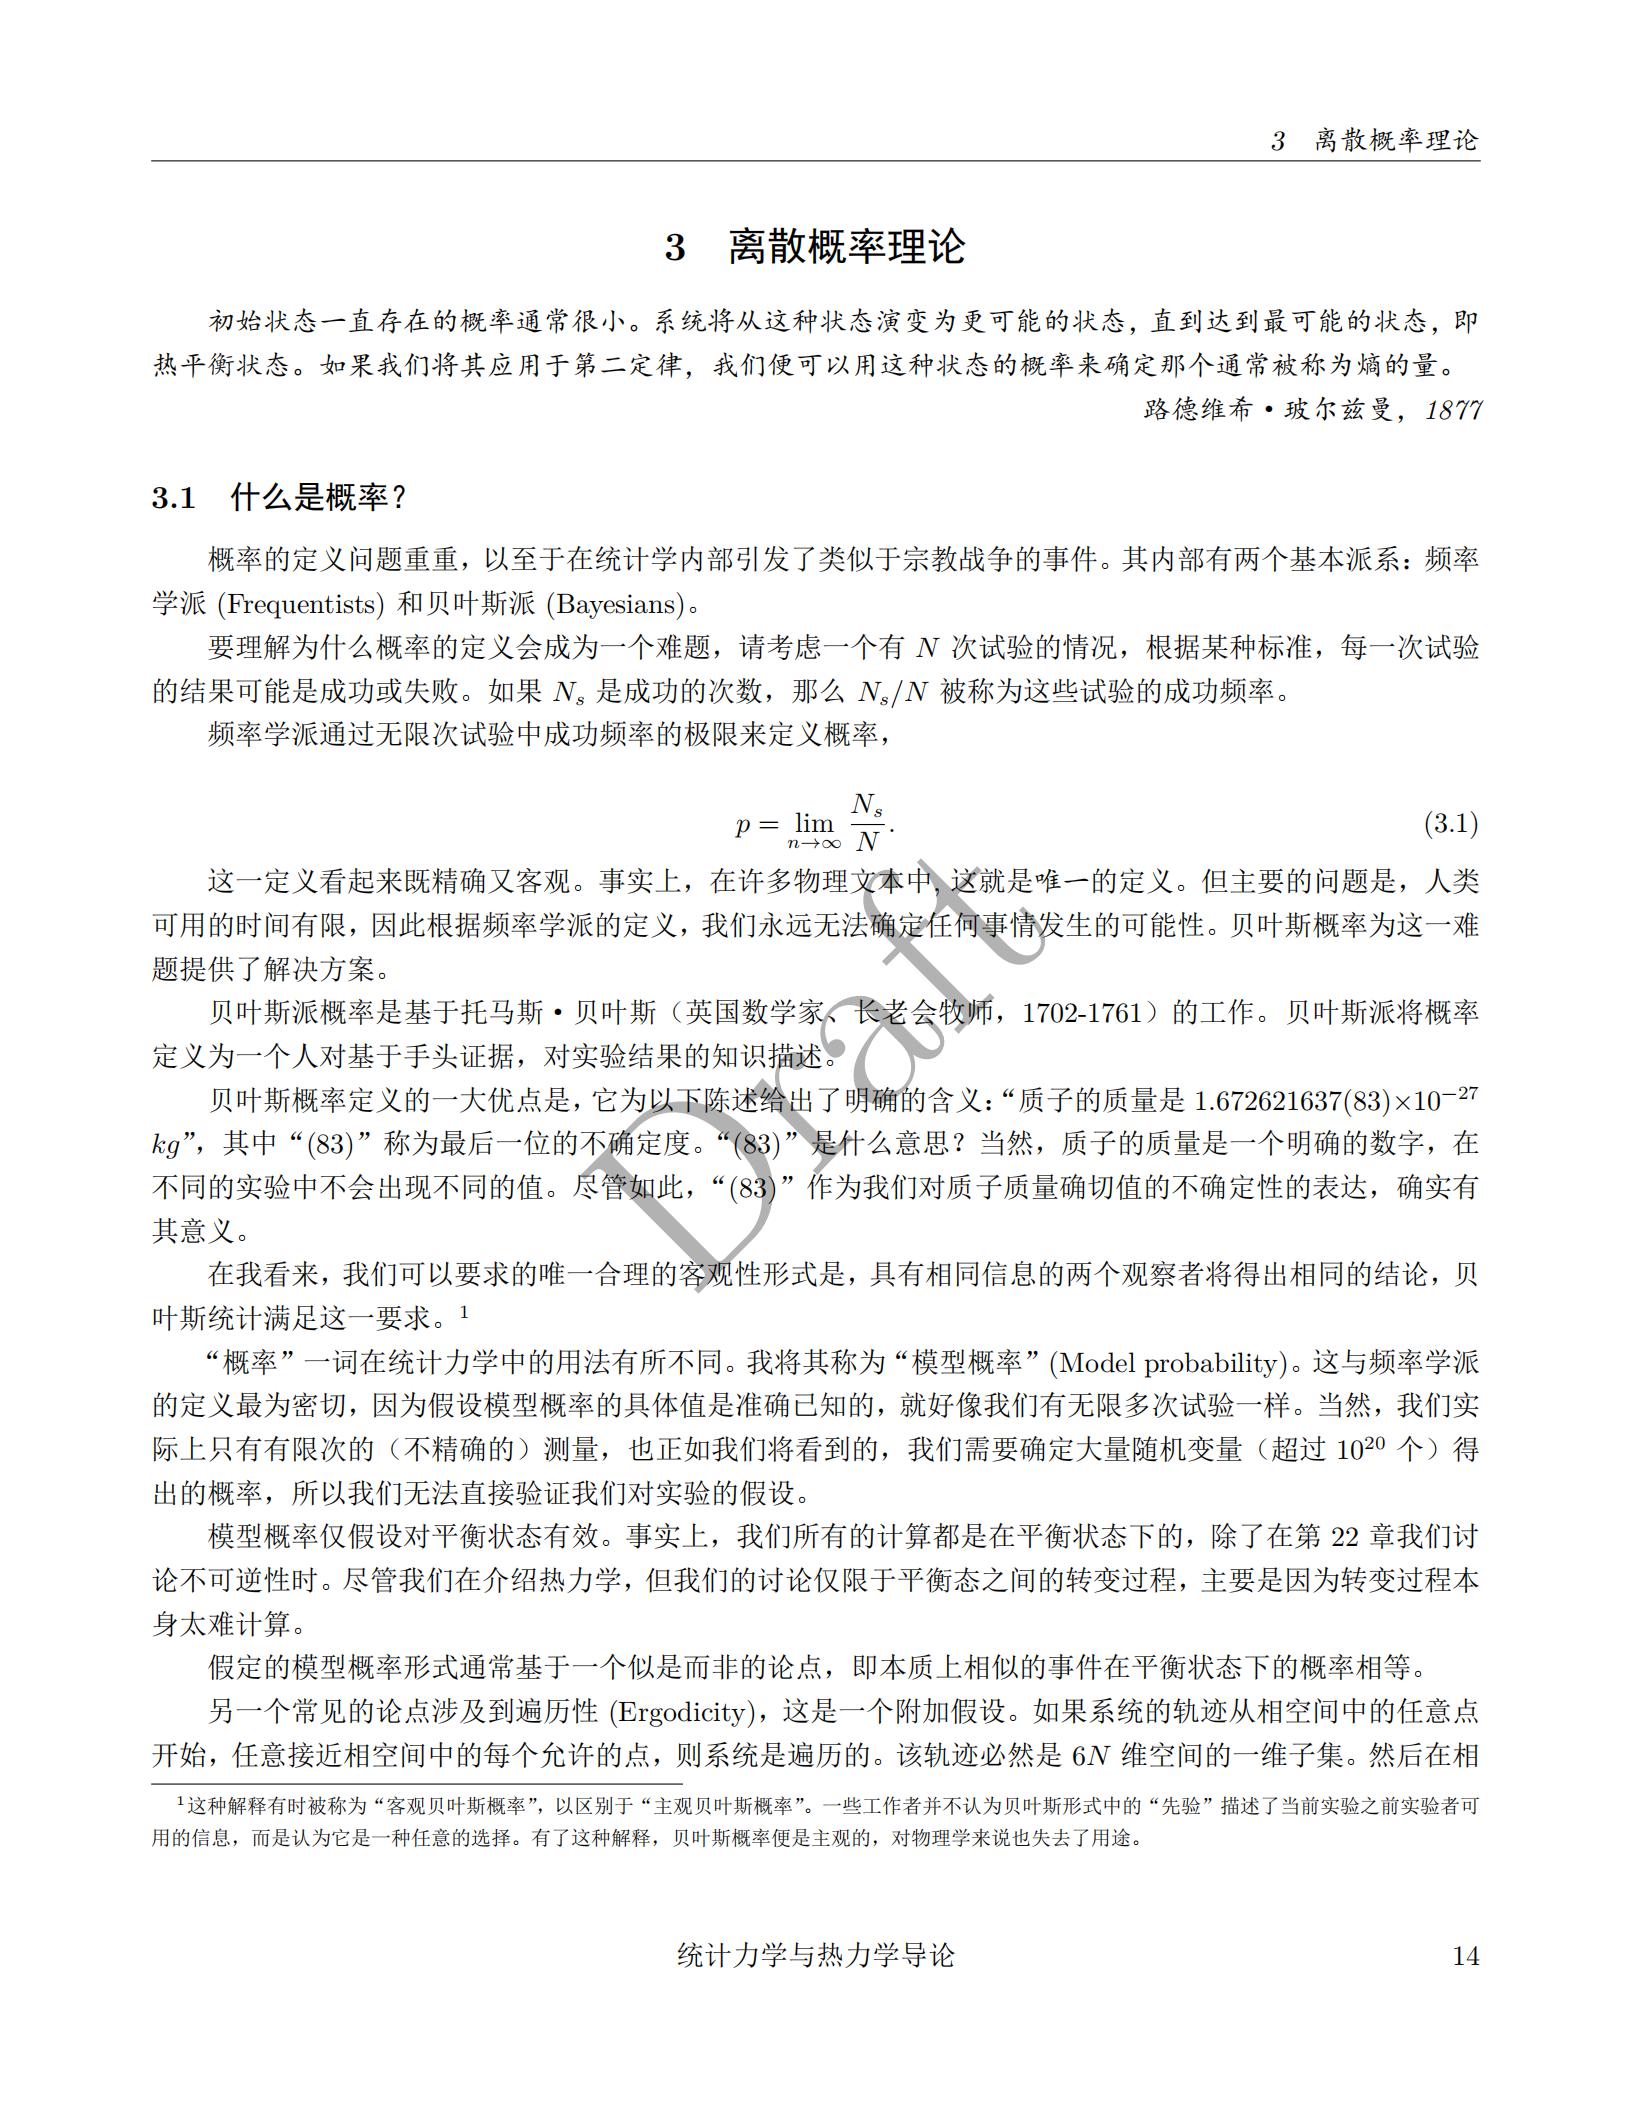 3 离散概率理论
3 离散概率理论
初始状态一直存在的概率通常很小。系统将从这种状态演变为更可能的状态，直到达到最可能的状态，即
热平衡状态。如果我们将其应用于第二定律，我们便可以用这种状态的概率来确定那个通常被称为熵的量。
路德维希·玻尔兹曼，1877
3.1 什么是概率？
概率的定义问题重重，以至于在统计学内部引发了类似于宗教战争的事件。其内部有两个基本派系：频率
学派 (Frequentists) 和贝叶斯派 (Bayesians)。
要理解为什么概率的定义会成为一个难题，请考虑一个有 N 次试验的情况，根据某种标准，每一次试验
的结果可能是成功或失败。如果 N_s 是成功的次数，那么 N_s/N 被称为这些试验的成功频率。
频率学派通过无限次试验中成功频率的极限来定义概率，
p = lim_{n→∞} N_s/N. (3.1)
这一定义看起来既精确又客观。事实上，在许多物理文本中, 这就是唯一的定义。但主要的问题是，人类
可用的时间有限，因此根据频率学派的定义，我们永远无法确定任何事情发生的可能性。贝叶斯概率为这一难
题提供了解决方案。
贝叶斯派概率是基于托马斯·贝叶斯（英国数学家、长老会牧师，1702-1761）的工作。贝叶斯派将概率
定义为一个人对基于手头证据，对实验结果的知识描述。
贝叶斯概率定义的一大优点是，它为以下陈述给出了明确的含义：“质子的质量是 1.672621637(83)×10⁻²⁷
kg”，其中“(83)”称为最后一位的不确定度。“(83)”是什么意思？当然，质子的质量是一个明确的数字，在
不同的实验中不会出现不同的值。尽管如此，“(83)”作为我们对质子质量确切值的不确定性的表达，确实有
其意义。
在我看来，我们可以要求的唯一合理的客观性形式是，具有相同信息的两个观察者将得出相同的结论，贝
叶斯统计满足这一要求。¹
“概率”一词在统计力学中的用法有所不同。我将其称为“模型概率”(Model probability)。这与频率学派
的定义最为密切，因为假设模型概率的具体值是准确已知的，就好像我们有无限多次试验一样。当然，我们实
际上只有有限次的（不精确的）测量，也正如我们将看到的，我们需要确定大量随机变量（超过 10²⁰ 个）得
出的概率，所以我们无法直接验证我们对实验的假设。
模型概率仅假设对平衡状态有效。事实上，我们所有的计算都是在平衡状态下的，除了在第 22 章我们讨
论不可逆性时。尽管我们在介绍热力学，但我们的讨论仅限于平衡态之间的转变过程，主要是因为转变过程本
身太难计算。
假定的模型概率形式通常基于一个似是而非的论点，即本质上相似的事件在平衡状态下的概率相等。
另一个常见的论点涉及到遍历性 (Ergodicity)，这是一个附加假设。如果系统的轨迹从相空间中的任意点
开始，任意接近相空间中的每个允许的点，则系统是遍历的。该轨迹必然是 6N 维空间的一维子集。然后在相
¹这种解释有时被称为“客观贝叶斯概率”，以区别于“主观贝叶斯概率”。一些工作者并不认为贝叶斯形式中的“先验”描述了当前实验之前实验者可
用的信息，而是认为它是一种任意的选择。有了这种解释，贝叶斯概率便是主观的，对物理学来说也失去了用途。
统计力学与热力学导论 14
Draft